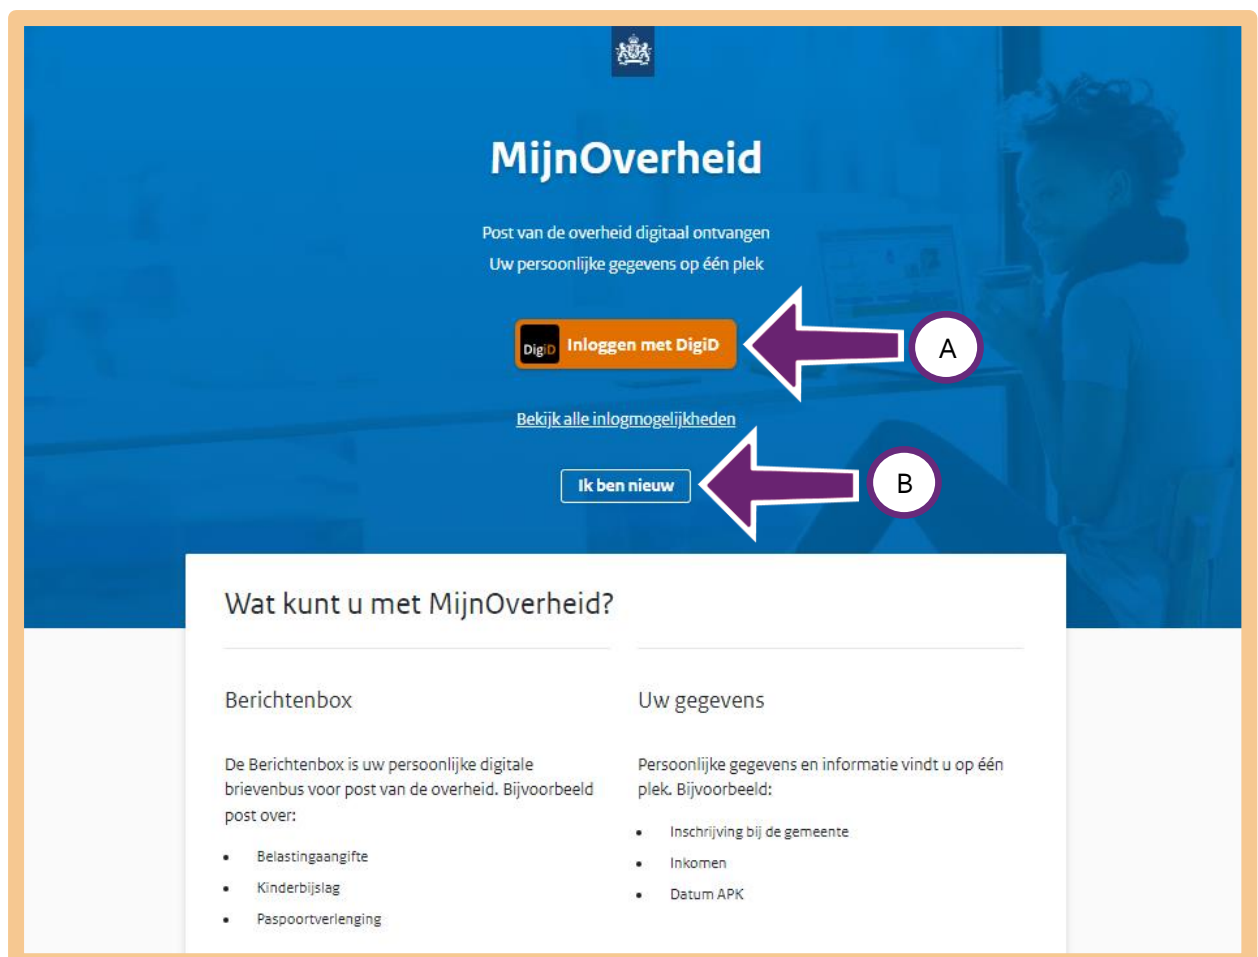 MijnOverheid
Post van de overheid digitaal ontvangen
Uw persoonlijke gegevens op één plek
DigiD Inloggen met DigiD
A
Bekijk alle inlogmogelijkheden
Ik ben nieuw
B
Wat kunt u met MijnOverheid?
Berichtenbox
De Berichtenbox is uw persoonlijke digitale
brievenbus voor post van de overheid. Bijvoorbeeld
post over:
• Belastingaangifte
• Kinderbijslag
• Paspoortverlenging
Uw gegevens
Persoonlijke gegevens en informatie vindt u op één
plek. Bijvoorbeeld:
• Inschrijving bij de gemeente
• Inkomen
• Datum APK